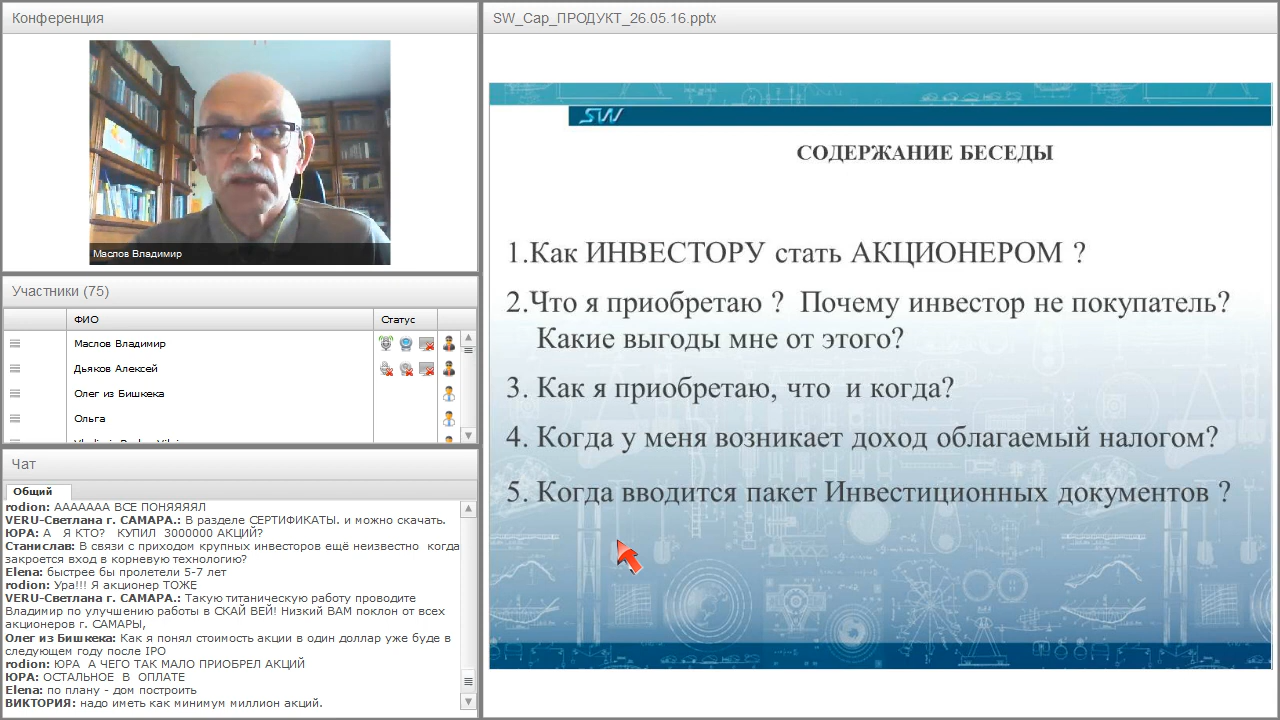 Конференция
Маслов Владимир
Участники (75)
ФИО
Статус
Маслов Владимир
Дьяков Алексей
Олег из Бишкека
Ольга
Чат
Общий
rodion: ААААААА ВСЕ ПОНЯЯЯЯЛ
VERU-Светлана г. САМАРА.: В разделе СЕРТИФИКАТЫ. и можно скачать.
ЮРА: А Я КТО? КУПИЛ 3000000 АКЦИЙ?
Станислав: В связи с приходом крупных инвесторов ещё неизвестно когда
закроется вход в корневую технологию?
Elena: быстрее бы пролетели 5-7 лет
rodion: Ура!!! Я акционер ТОЖЕ
VERU-Светлана г. САМАРА.: Такую титаническую работу проводите
Владимир по улучшению работы в СКАЙ ВЕЙ! Низкий ВАМ поклон от всех
акционеров г. САМАРЫ,
Олег из Бишкека: Как я понял стоимость акции в один доллар уже буде в
следующем году после IPO
rodion: ЮРА А ЧЕГО ТАК МАЛО ПРИОБРЕЛ АКЦИЙ
ЮРА: ОСТАЛЬНОЕ В ОПЛАТЕ
Elena: по плану - дом построить
ВИКТОРИЯ: надо иметь как минимум миллион акций.
SW_Cap_ПРОДУКТ_26.05.16.pptx
SW
СОДЕРЖАНИЕ БЕСЕДЫ
1.Как ИНВЕСТОРУ стать АКЦИОНЕРОМ ?
2.Что я приобретаю ? Почему инвестор не покупатель?
Какие выгоды мне от этого?
3. Как я приобретаю, что и когда?
4. Когда у меня возникает доход облагаемый налогом?
5. Когда вводится пакет Инвестиционных документов ?